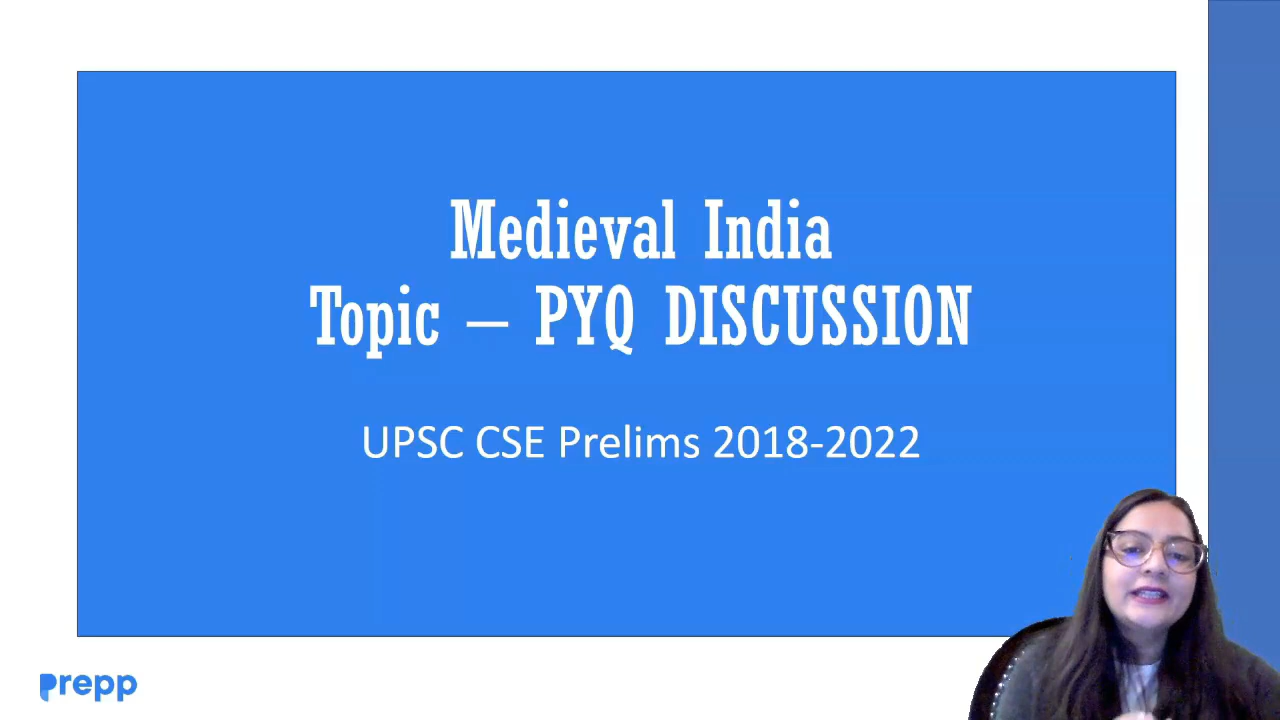 Medieval India
Topic – PYQ DISCUSSION
UPSC CSE Prelims 2018-2022
prepp